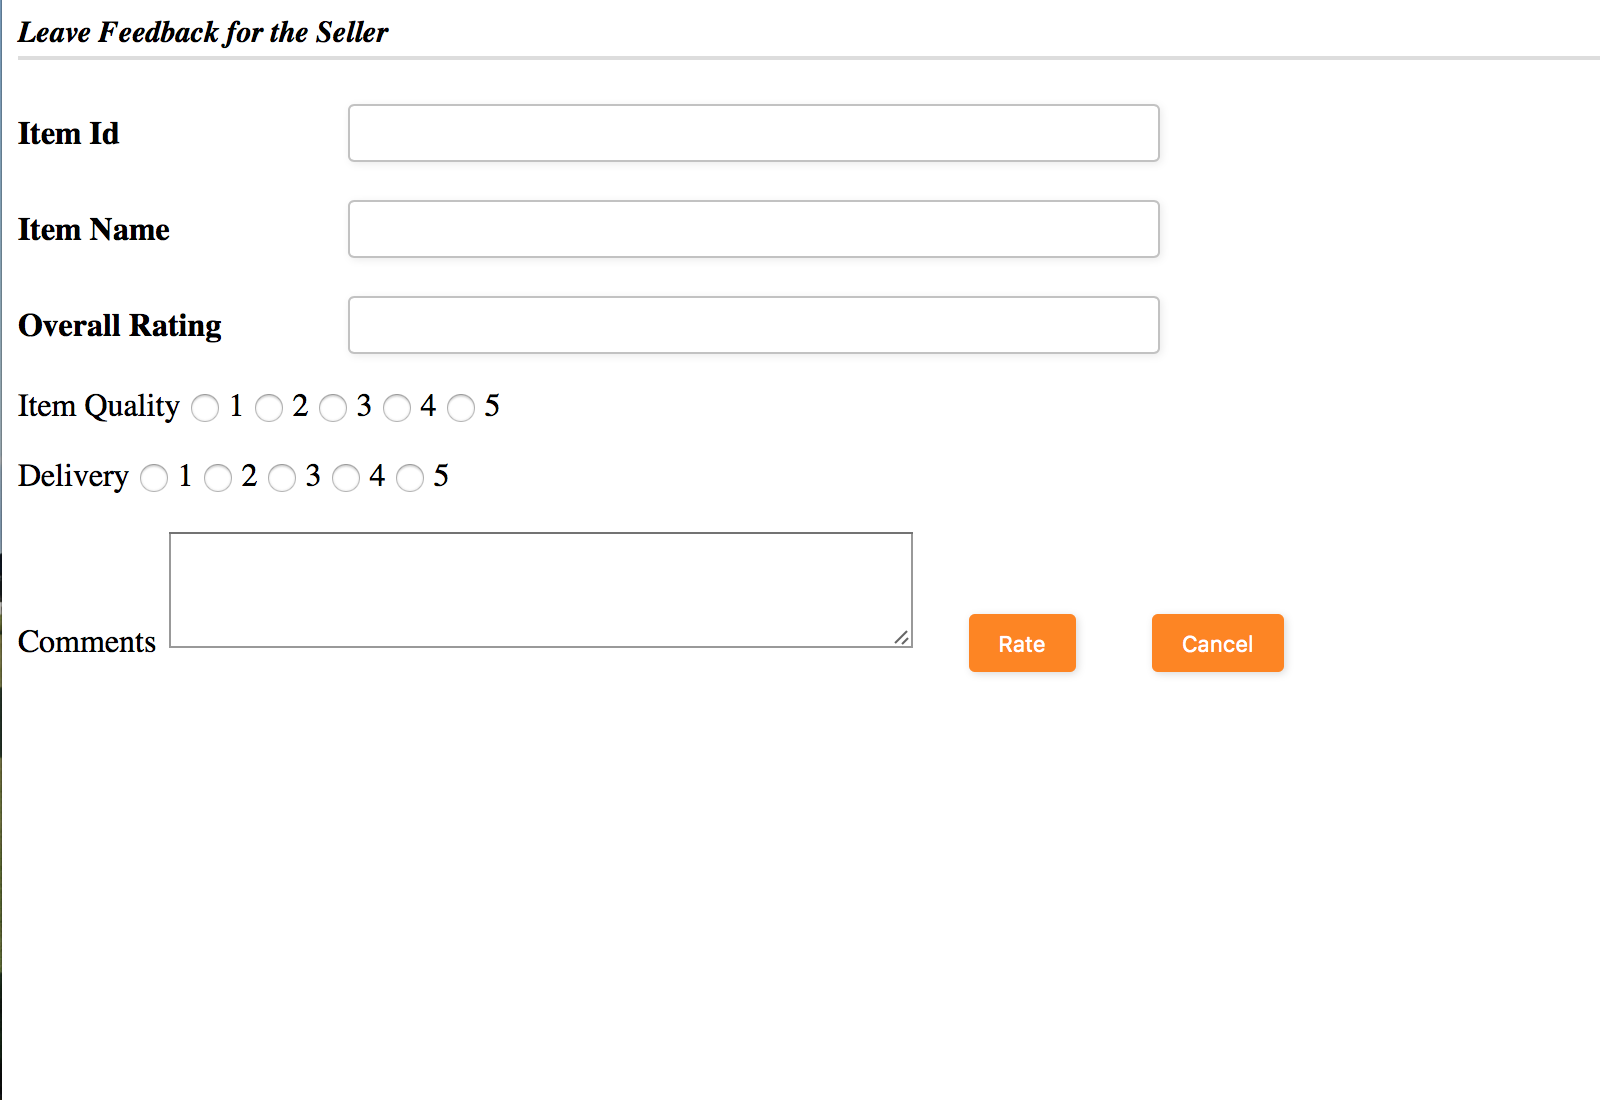 Leave Feedback for the Seller
Item Id
Item Name
Overall Rating
Item Quality 1 2 3 4 5
Delivery 1 2 3 4 5
Comments Rate Cancel